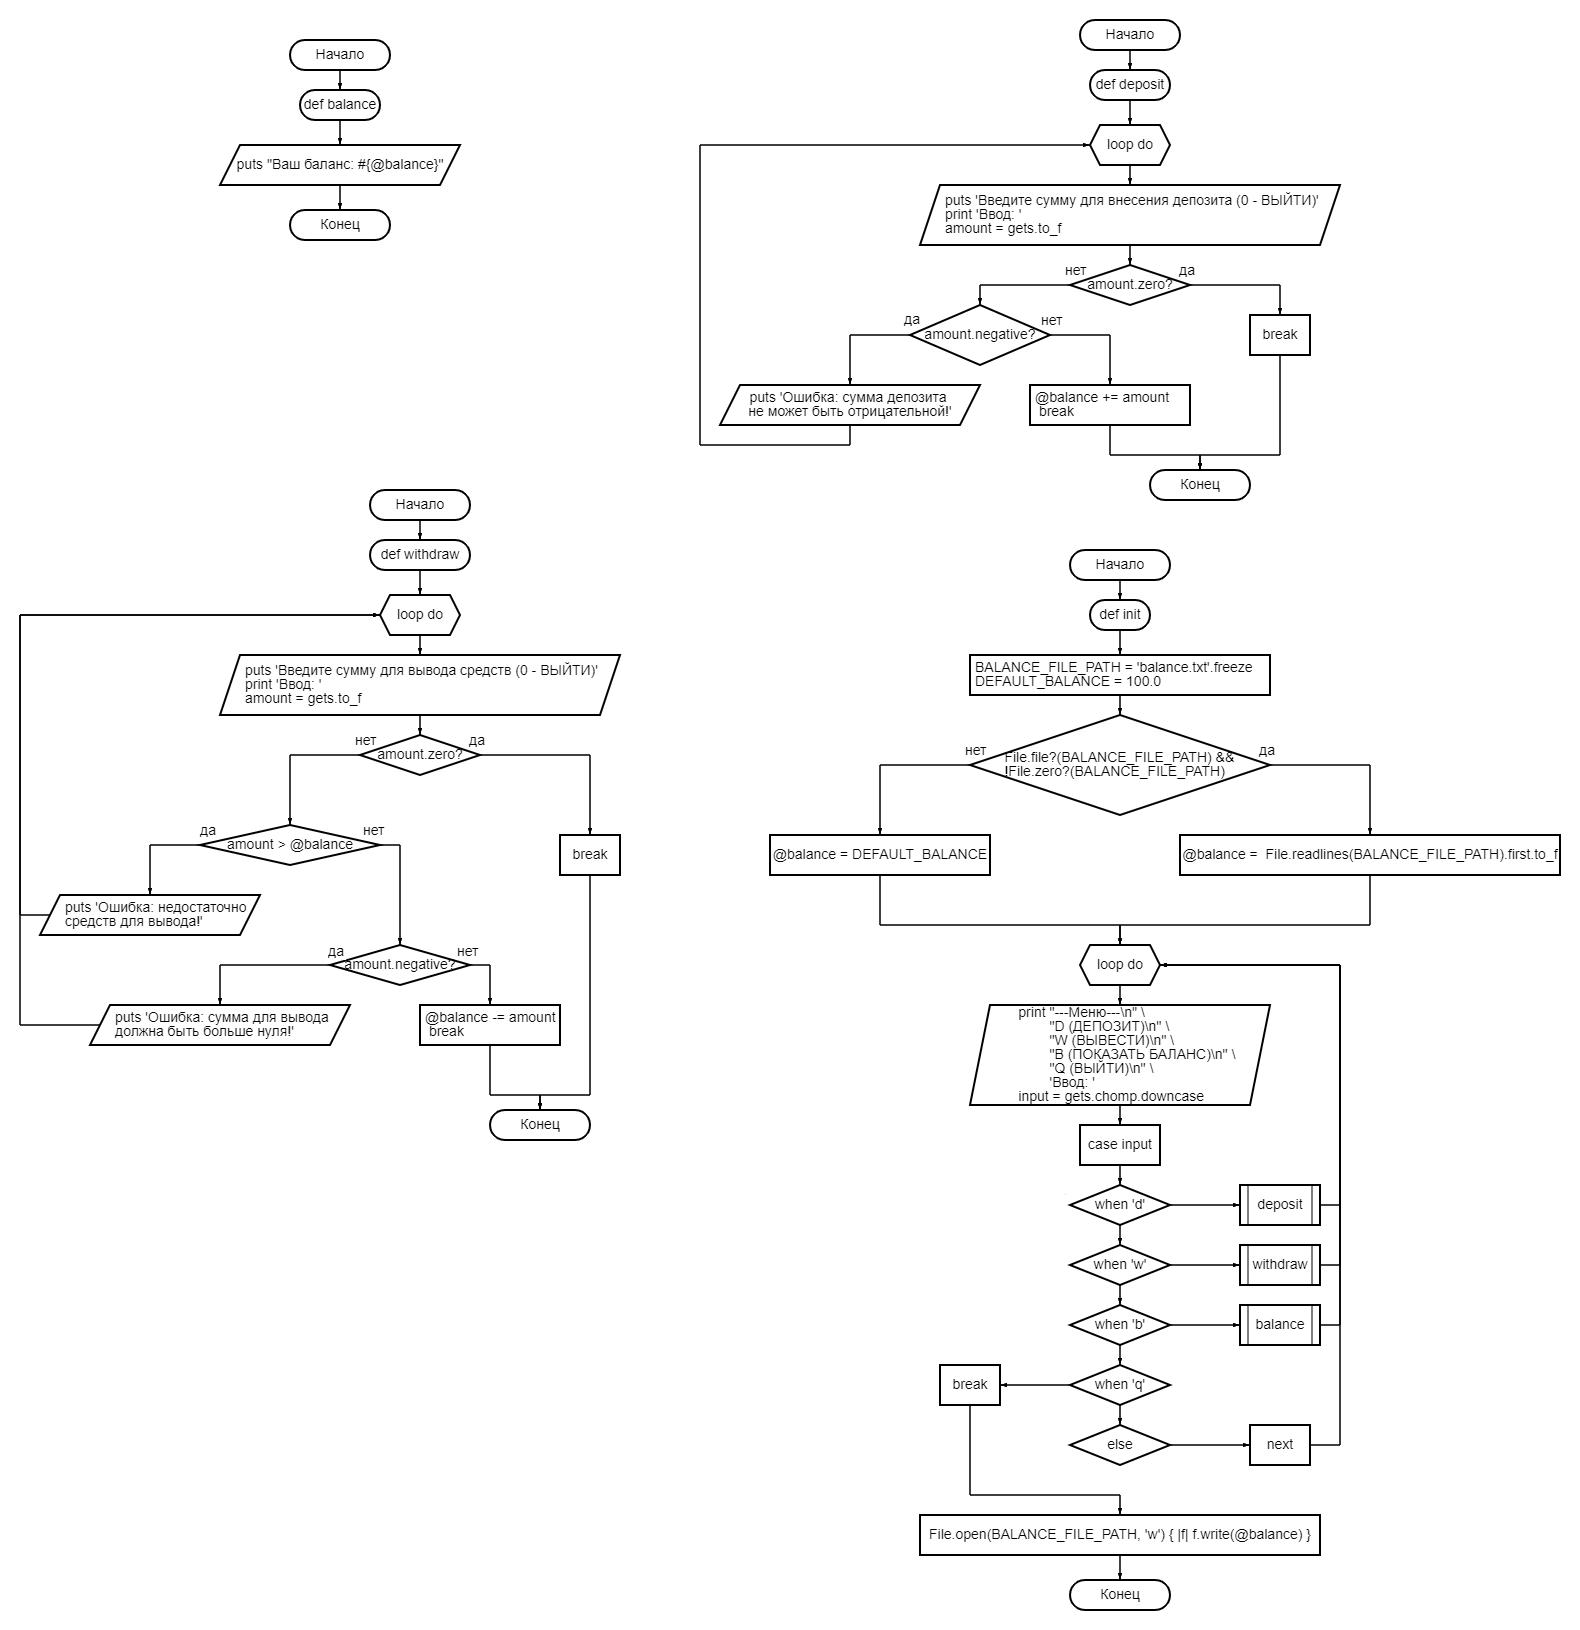 Начало
def balance
puts "Ваш баланс: #{@balance}"
Конец
Начало
def deposit
loop do
puts 'Введите сумму для внесения депозита (0 - ВЫЙТИ)'
print 'Ввод: '
amount = gets.to_f
нет
да
amount.zero?
да
нет
amount.negative?
break
puts 'Ошибка: сумма депозита
не может быть отрицательной!'
@balance += amount
break
Конец
Начало
def withdraw
loop do
puts 'Введите сумму для вывода средств (0 - ВЫЙТИ)'
print 'Ввод: '
amount = gets.to_f
нет
да
amount.zero?
да
нет
amount > @balance
break
puts 'Ошибка: недостаточно
средств для вывода!'
да
нет
amount.negative?
puts 'Ошибка: сумма для вывода
должна быть больше нуля!'
@balance -= amount
break
Конец
Начало
def init
BALANCE_FILE_PATH = 'balance.txt'.freeze
DEFAULT_BALANCE = 100.0
нет
да
File.file?(BALANCE_FILE_PATH) &&
!File.zero?(BALANCE_FILE_PATH)
@balance = DEFAULT_BALANCE
@balance =  File.readlines(BALANCE_FILE_PATH).first.to_f
loop do
print "---Меню---\n" \
"D (ДЕПОЗИТ)\n" \
"W (ВЫВЕСТИ)\n" \
"B (ПОКАЗАТЬ БАЛАНС)\n" \
"Q (ВЫЙТИ)\n" \
'Ввод: '
input = gets.chomp.downcase
case input
when 'd'
deposit
when 'w'
withdraw
when 'b'
balance
break
when 'q'
else
next
File.open(BALANCE_FILE_PATH, 'w') { |f| f.write(@balance) }
Конец